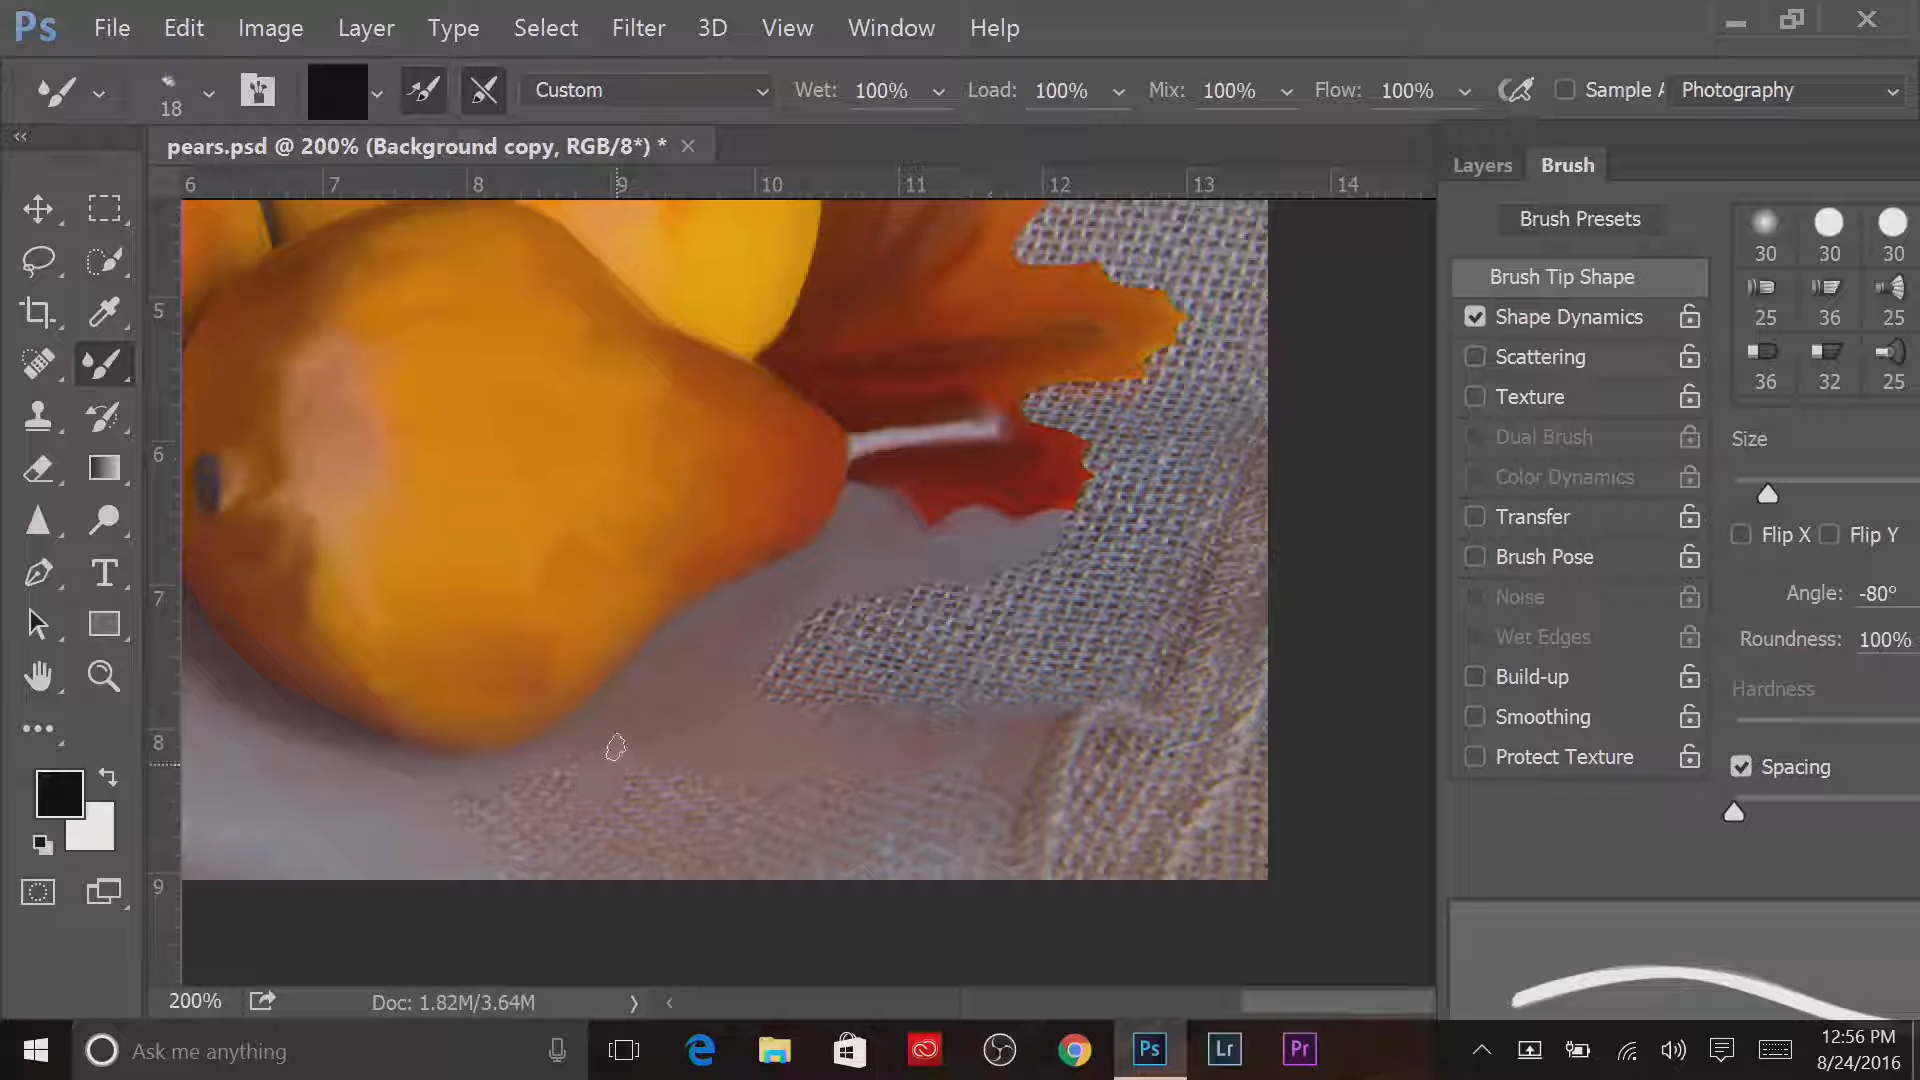 Ps File Edit Image Layer Type Select Filter 3D View Window Help
18 Custom Wet: 100% Load: 100% Mix: 100% Flow: 100% Sample A Photography
pears.psd @ 200% (Background copy, RGB/8*) *
6 7 8 9 10 11 12 13 14
5
6
7
8
9
T
200% Doc: 1.82M/3.64M
Layers Brush
Brush Presets
Brush Tip Shape
Shape Dynamics
Scattering
Texture
Dual Brush
Color Dynamics
Transfer
Brush Pose
Noise
Wet Edges
Build-up
Smoothing
Protect Texture
30 30 30
25 36 25
36 32 25
Size
Flip X Flip Y
Angle: -80°
Roundness: 100%
Hardness
Spacing
Ask me anything
Ps Lr Pr
12:56 PM
8/24/2016